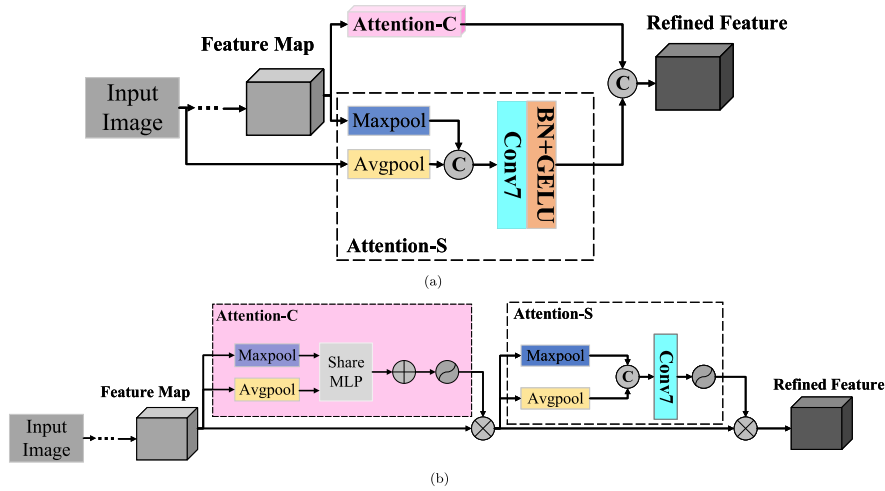 Attention-C
Refined Feature
Feature Map
C
Input
Image
Maxpool
Avgpool
C
Conv7
BN+GELU
Attention-S
(a)
Attention-C
Attention-S
Maxpool
Share
MLP
Avgpool
Maxpool
C
Conv7
Avgpool
Feature Map
Refined Feature
Input
Image
(b)